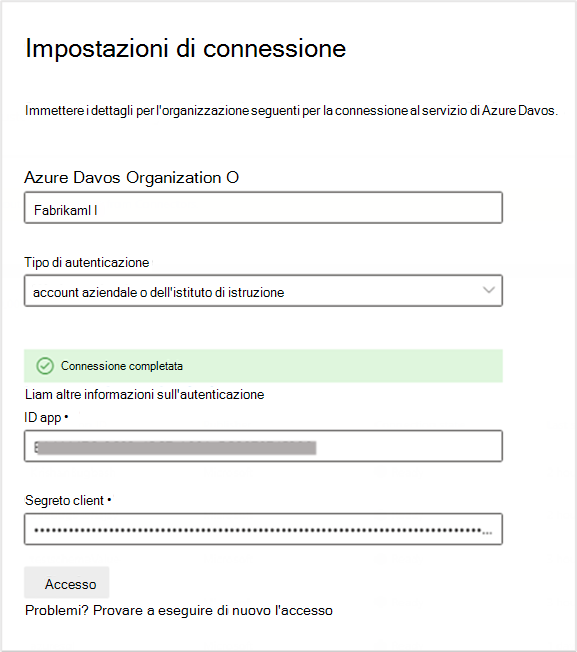 Impostazioni di connessione
Immettere i dettagli per l'organizzazione seguenti per la connessione al servizio di Azure Davos.
Azure Davos Organization O
Fabrikaml l
Tipo di autenticazione
account aziendale o dell'istituto di istruzione
Connessione completata
Liam altre informazioni sull'autenticazione
ID app •
Segreto client •
Accesso
Problemi? Provare a eseguire di nuovo l'accesso